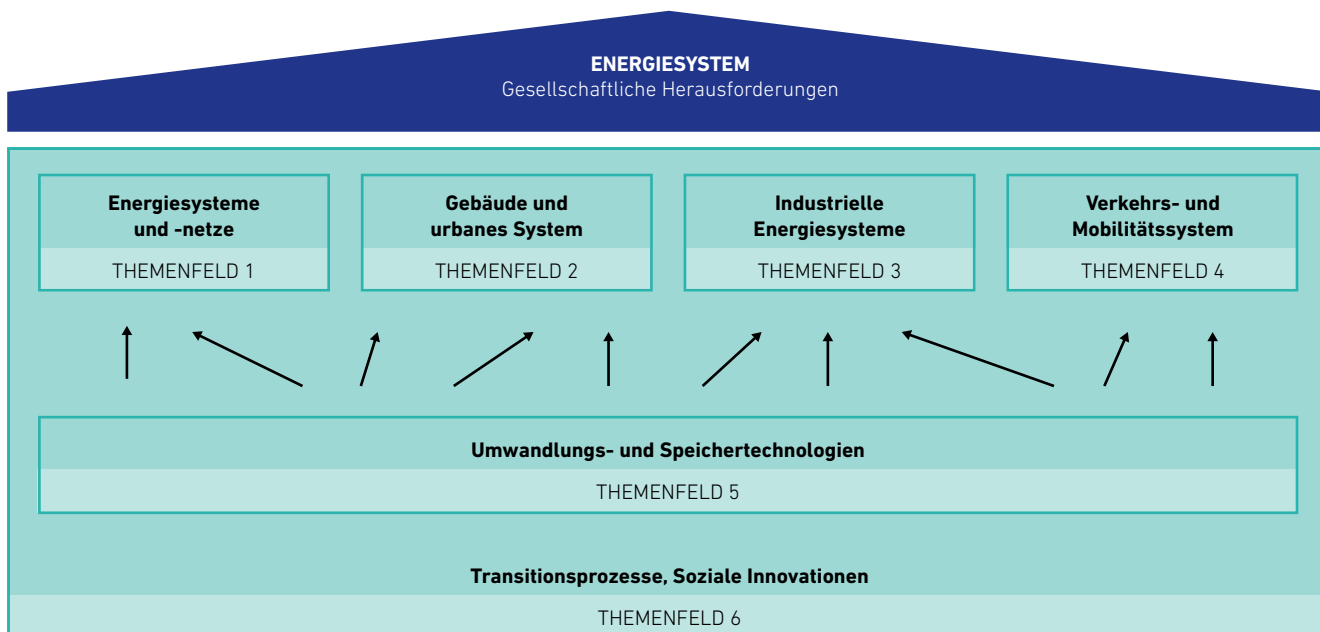 ENERGIESYSTEM
Gesellschaftliche Herausforderungen
Energiesysteme
und -netze
THEMENFELD 1
Gebäude und
urbanes System
THEMENFELD 2
Industrielle
Energiesysteme
THEMENFELD 3
Verkehrs- und
Mobilitätssystem
THEMENFELD 4
Umwandlungs- und Speichertechnologien
THEMENFELD 5
Transitionsprozesse, Soziale Innovationen
THEMENFELD 6